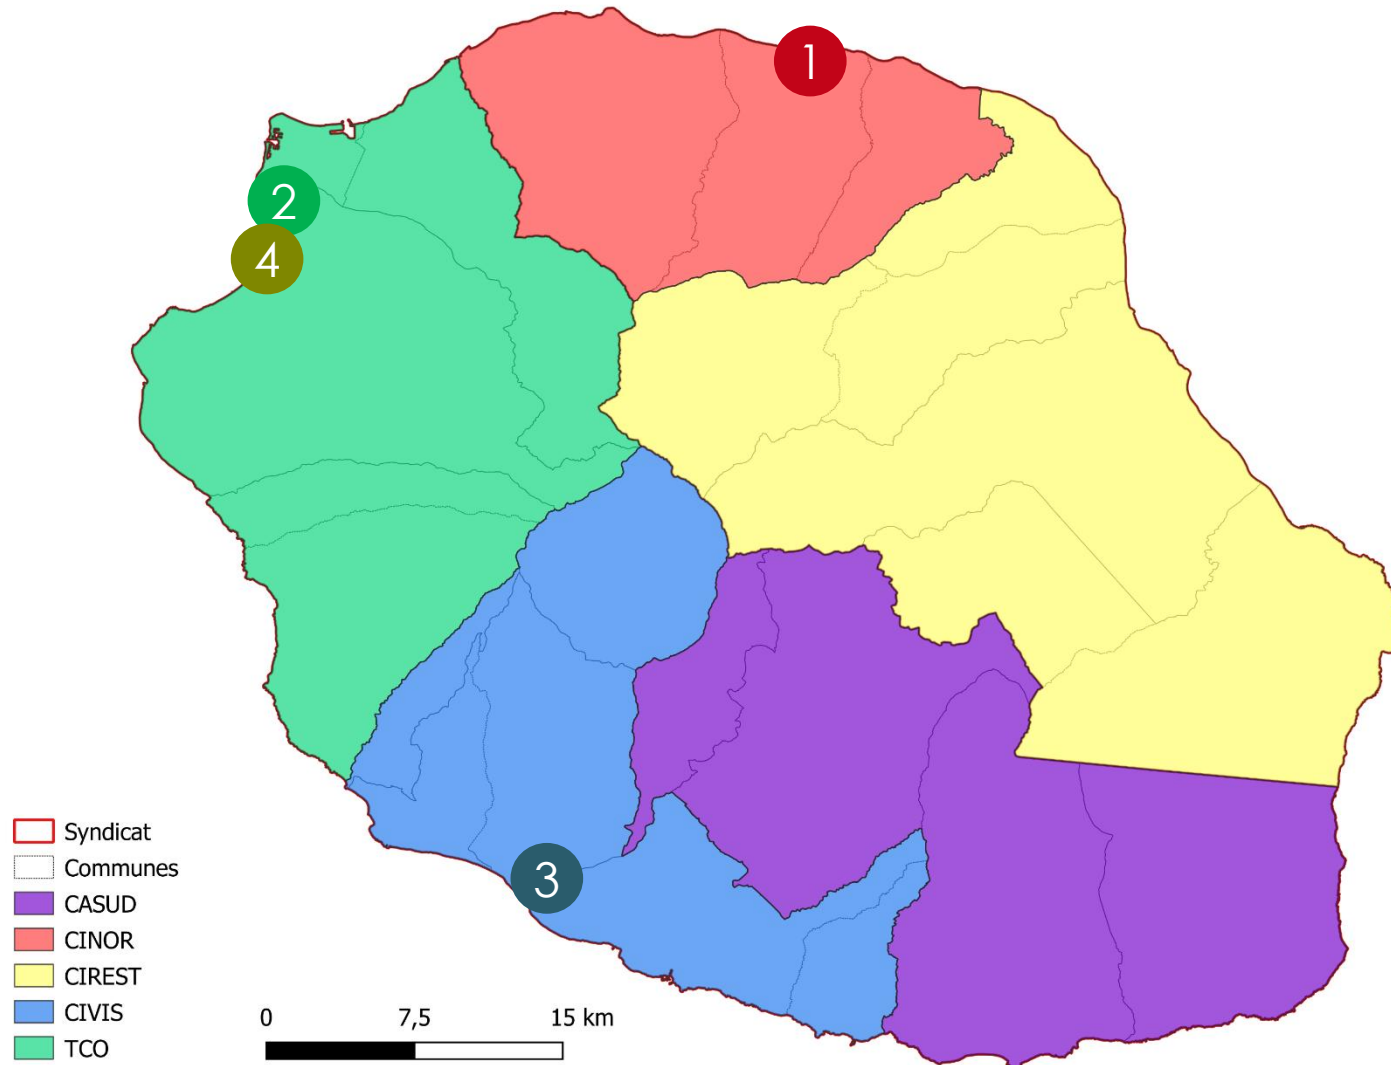 1
2
4
3
Syndicat
Communes
CASUD
CINOR
CIREST
CIVIS
TCO
0 7,5 15 km